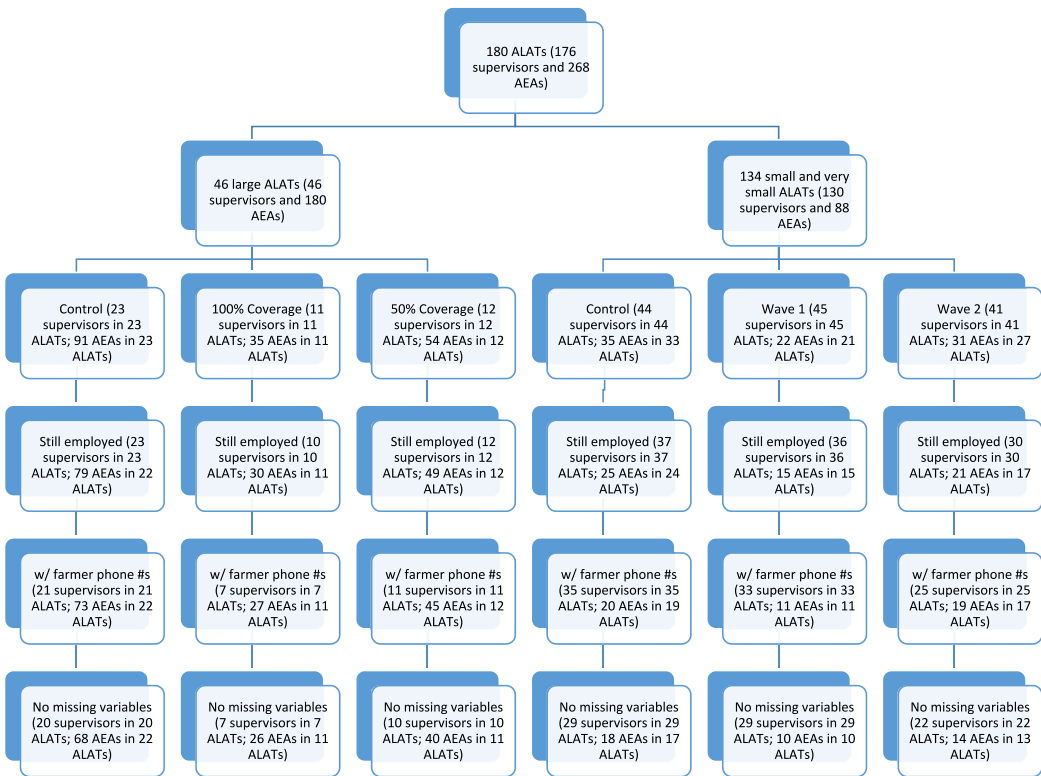 180 ALATs (176
supervisors and 268
AEAs)
46 large ALATs (46
supervisors and 180
AEAs)
134 small and very
small ALATs (130
supervisors and 88
AEAs)
Control (23
supervisors in 23
ALATs; 91 AEAs in 23
ALATs)
100% Coverage (11
supervisors in 11
ALATs; 35 AEAs in 11
ALATs)
50% Coverage (12
supervisors in 12
ALATs; 54 AEAs in 12
ALATs)
Control (44
supervisors in 44
ALATs; 35 AEAs in 33
ALATs)
Wave 1 (45
supervisors in 45
ALATs; 22 AEAs in 21
ALATs)
Wave 2 (41
supervisors in 41
ALATs; 31 AEAs in 27
ALATs)
Still employed (23
supervisors in 23
ALATs; 79 AEAs in 22
ALATs)
Still employed (10
supervisors in 10
ALATs; 30 AEAs in 11
ALATs)
Still employed (12
supervisors in 12
ALATs; 49 AEAs in 12
ALATs)
Still employed (37
supervisors in 37
ALATs; 25 AEAs in 24
ALATs)
Still employed (36
supervisors in 36
ALATs; 15 AEAs in 15
ALATs)
Still employed (30
supervisors in 30
ALATs; 21 AEAs in 17
ALATs)
w/ farmer phone #s
(21 supervisors in 21
ALATs; 73 AEAs in 22
ALATs)
w/ farmer phone #s
(7 supervisors in 7
ALATs; 27 AEAs in 11
ALATs)
w/ farmer phone #s
(11 supervisors in 11
ALATs; 45 AEAs in 12
ALATs)
w/ farmer phone #s
(35 supervisors in 35
ALATs; 20 AEAs in 19
ALATs)
w/ farmer phone #s
(33 supervisors in 33
ALATs; 11 AEAs in 11
ALATs)
w/ farmer phone #s
(25 supervisors in 25
ALATs; 19 AEAs in 17
ALATs)
No missing variables
(20 supervisors in 20
ALATs; 68 AEAs in 22
ALATs)
No missing variables
(7 supervisors in 7
ALATs; 26 AEAs in 11
ALATs)
No missing variables
(10 supervisors in 10
ALATs; 40 AEAs in 11
ALATs)
No missing variables
(29 supervisors in 29
ALATs; 18 AEAs in 17
ALATs)
No missing variables
(29 supervisors in 29
ALATs; 10 AEAs in 10
ALATs)
No missing variables
(22 supervisors in 22
ALATs; 14 AEAs in 13
ALATs)